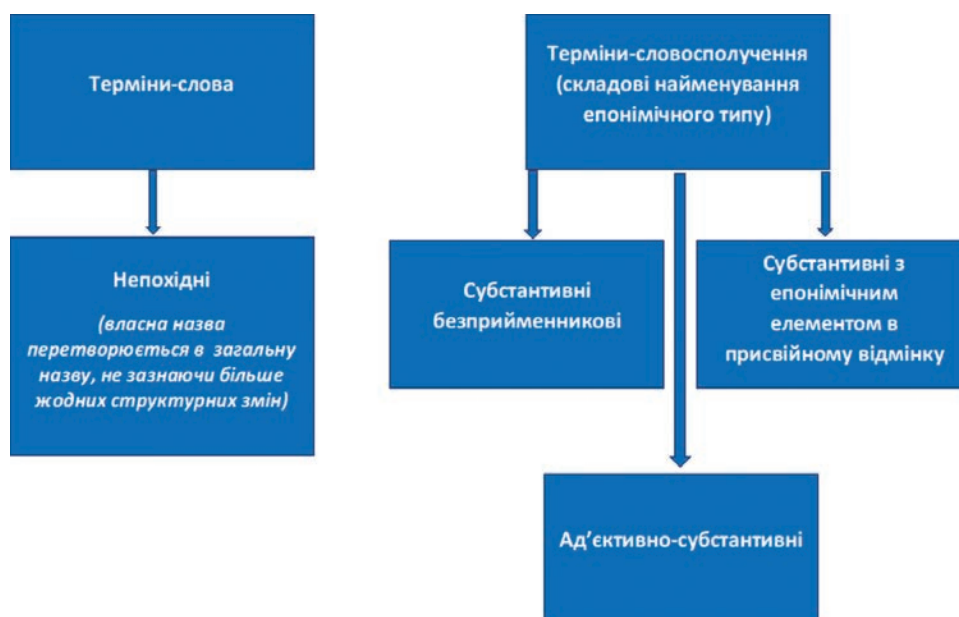 Терміни-слова
Терміни-словосполучення
(складові найменування
епонімічного типу)
Непохідні
(власна назва
перетворюється в загальну
назву, не зазнаючи більше
жодних структурних змін)
Субстантивні
безприйменникові
Субстантивні з
епонімічним
елементом в
присвійному відмінку
Ад’єктивно-субстантивні